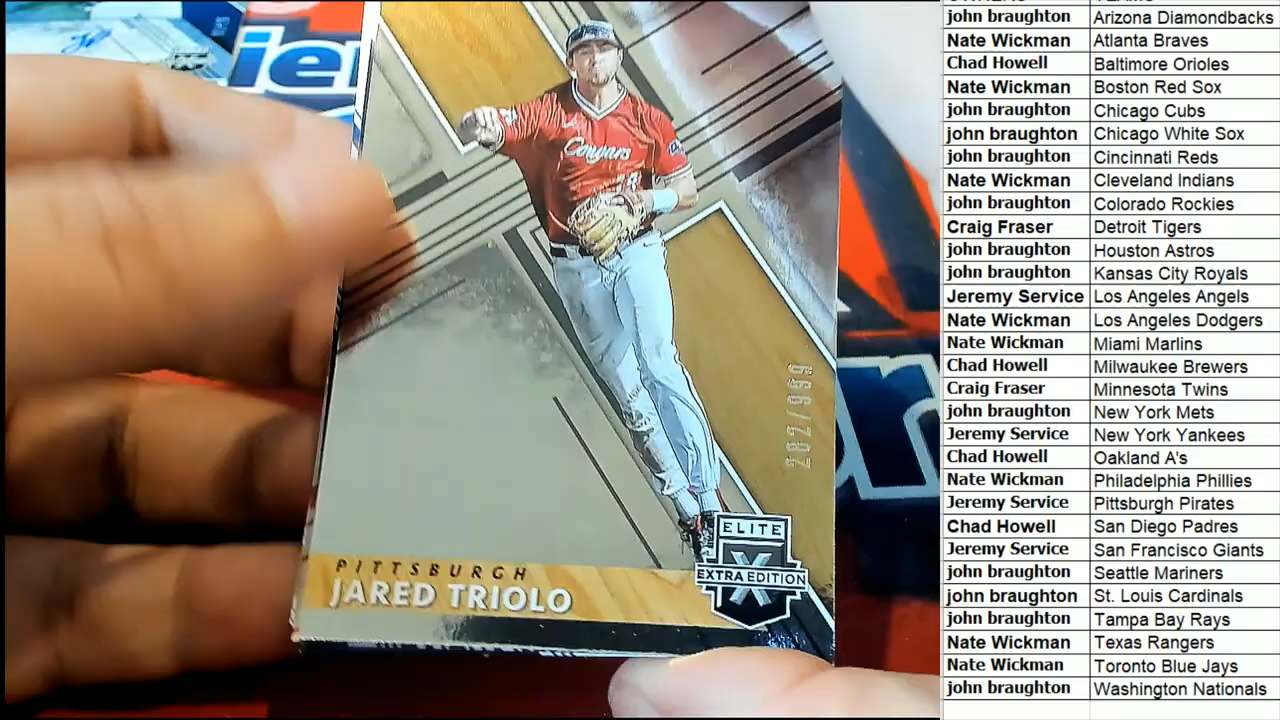 Cougars
ELITE
X
EXTRA EDITION
PITTSBURGH
JARED TRIOLO
john braughton Arizona Diamondbacks
Nate Wickman Atlanta Braves
Chad Howell Baltimore Orioles
Nate Wickman Boston Red Sox
john braughton Chicago Cubs
john braughton Chicago White Sox
john braughton Cincinnati Reds
Nate Wickman Cleveland Indians
john braughton Colorado Rockies
Craig Fraser Detroit Tigers
john braughton Houston Astros
john braughton Kansas City Royals
Jeremy Service Los Angeles Angels
Nate Wickman Los Angeles Dodgers
Nate Wickman Miami Marlins
Chad Howell Milwaukee Brewers
Craig Fraser Minnesota Twins
john braughton New York Mets
Jeremy Service New York Yankees
Chad Howell Oakland A's
Nate Wickman Philadelphia Phillies
Jeremy Service Pittsburgh Pirates
Chad Howell San Diego Padres
Jeremy Service San Francisco Giants
john braughton Seattle Mariners
john braughton St. Louis Cardinals
john braughton Tampa Bay Rays
Nate Wickman Texas Rangers
Nate Wickman Toronto Blue Jays
john braughton Washington Nationals